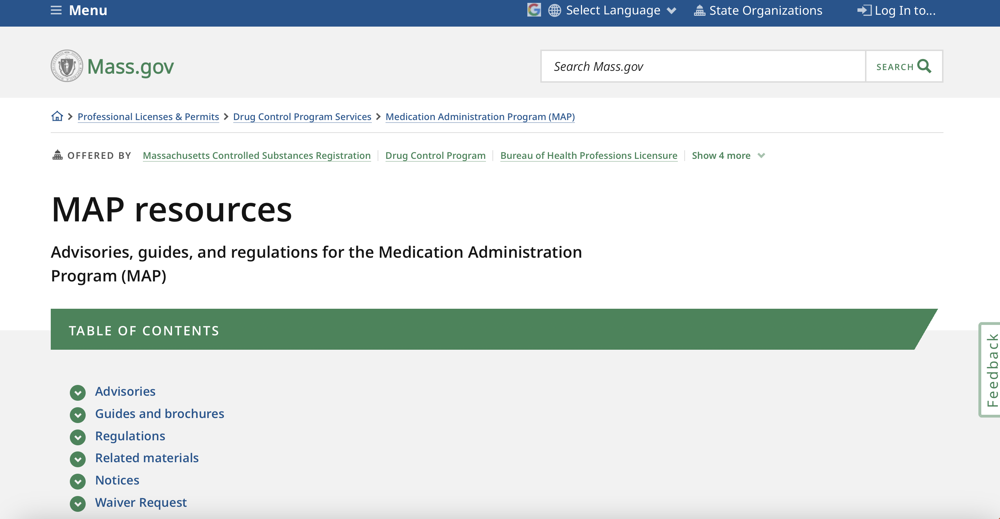 Menu
Select Language
State Organizations
Log In to...
Mass.gov
Search Mass.gov
SEARCH
Professional Licenses & Permits
Drug Control Program Services
Medication Administration Program (MAP)
OFFERED BY
Massachusetts Controlled Substances Registration
Drug Control Program
Bureau of Health Professions Licensure
Show 4 more
MAP resources
Advisories, guides, and regulations for the Medication Administration
Program (MAP)
TABLE OF CONTENTS
Feedback
Advisories
Guides and brochures
Regulations
Related materials
Notices
Waiver Request